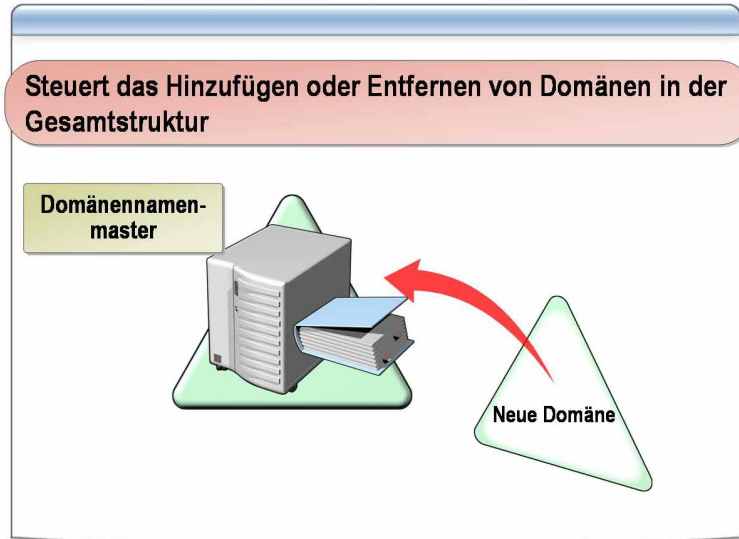 Steuert das Hinzufügen oder Entfernen von Domänen in der
Gesamtstruktur
Domänennamen-
master
Neue Domäne